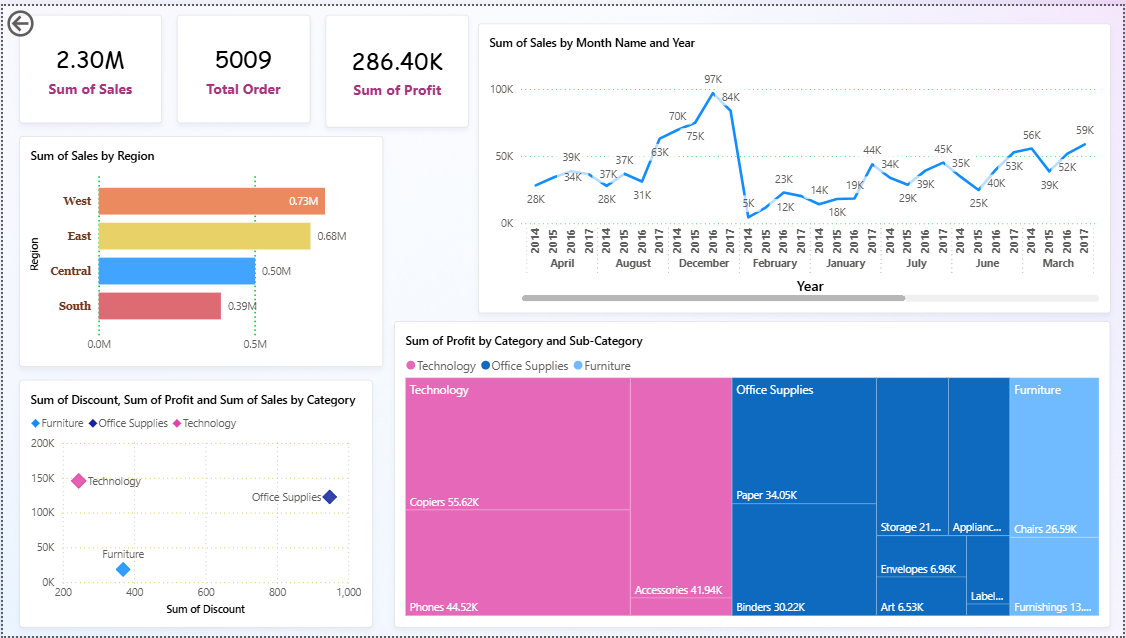 2.30M
Sum of Sales
5009
Total Order
286.40K
Sum of Profit
Sum of Sales by Month Name and Year
100K
50K
0K
28K
39K
34K
37K
28K
37K
31K
63K
70K
75K
97K
84K
5K
12K
23K
14K
18K
19K
44K
34K
29K
39K
45K
35K
25K
40K
53K
56K
39K
52K
59K
2014 2015 2016 2017 2014 2015 2016 2017 2014 2015 2016 2017 2014 2015 2016 2017 2014 2015 2016 2017 2014 2015 2016 2017 2014 2015 2016 2017 2014 2015 2016 2017
April August December February January July June March
Year
Sum of Sales by Region
Region
West 0.73M
East 0.68M
Central 0.50M
South 0.39M
0.0M 0.5M
Sum of Discount, Sum of Profit and Sum of Sales by Category
Furniture Office Supplies Technology
200K
150K
100K
50K
0K
Technology
Office Supplies
Furniture
200 400 600 800 1,000
Sum of Discount
Sum of Profit by Category and Sub-Category
Technology Office Supplies Furniture
Technology
Copiers 55.62K
Phones 44.52K
Accessories 41.94K
Office Supplies
Paper 34.05K
Binders 30.22K
Storage 21....
Applianc...
Envelopes 6.96K
Art 6.53K
Label...
Furniture
Chairs 26.59K
Furnishings 13....